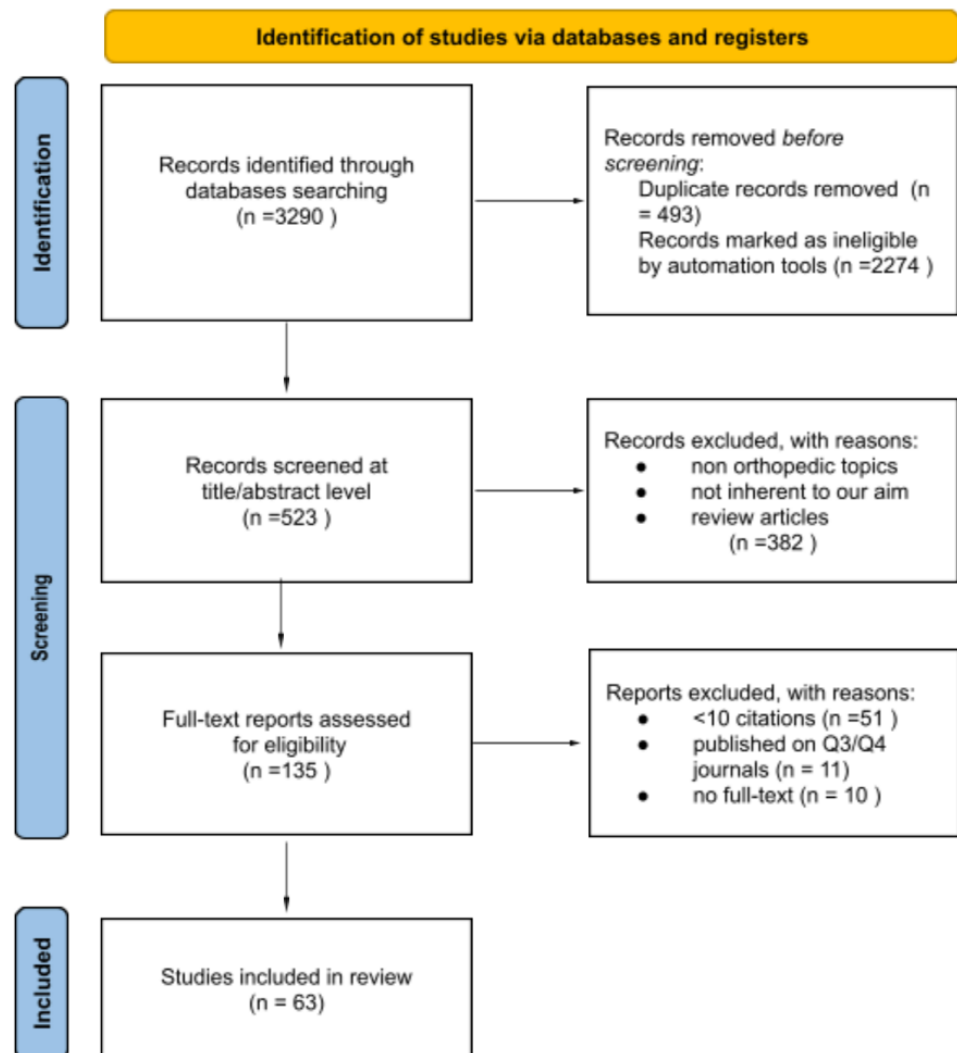 Identification of studies via databases and registers
Identification
Records identified through
databases searching
(n =3290 )
Records removed before
screening:
Duplicate records removed (n
= 493)
Records marked as ineligible
by automation tools (n =2274 )
Screening
Records screened at
title/abstract level
(n =523 )
Records excluded, with reasons:
● non orthopedic topics
● not inherent to our aim
● review articles
(n =382 )
Full-text reports assessed
for eligibility
(n =135 )
Reports excluded, with reasons:
● <10 citations (n =51 )
● published on Q3/Q4
journals (n = 11)
● no full-text (n = 10 )
Included
Studies included in review
(n = 63)